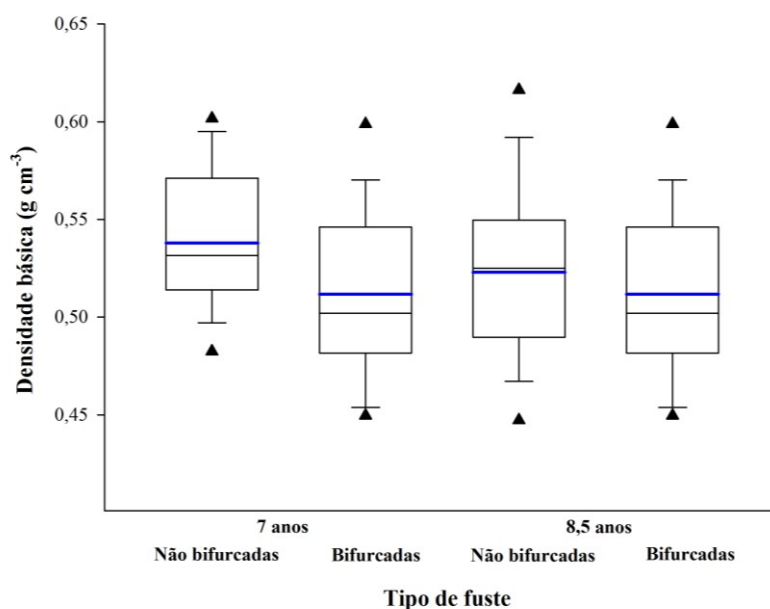 Densidade básica (g cm⁻³)
0,65
0,60
0,55
0,50
0,45
7 anos
8,5 anos
Não bifurcadas
Bifurcadas
Não bifurcadas
Bifurcadas
Tipo de fuste